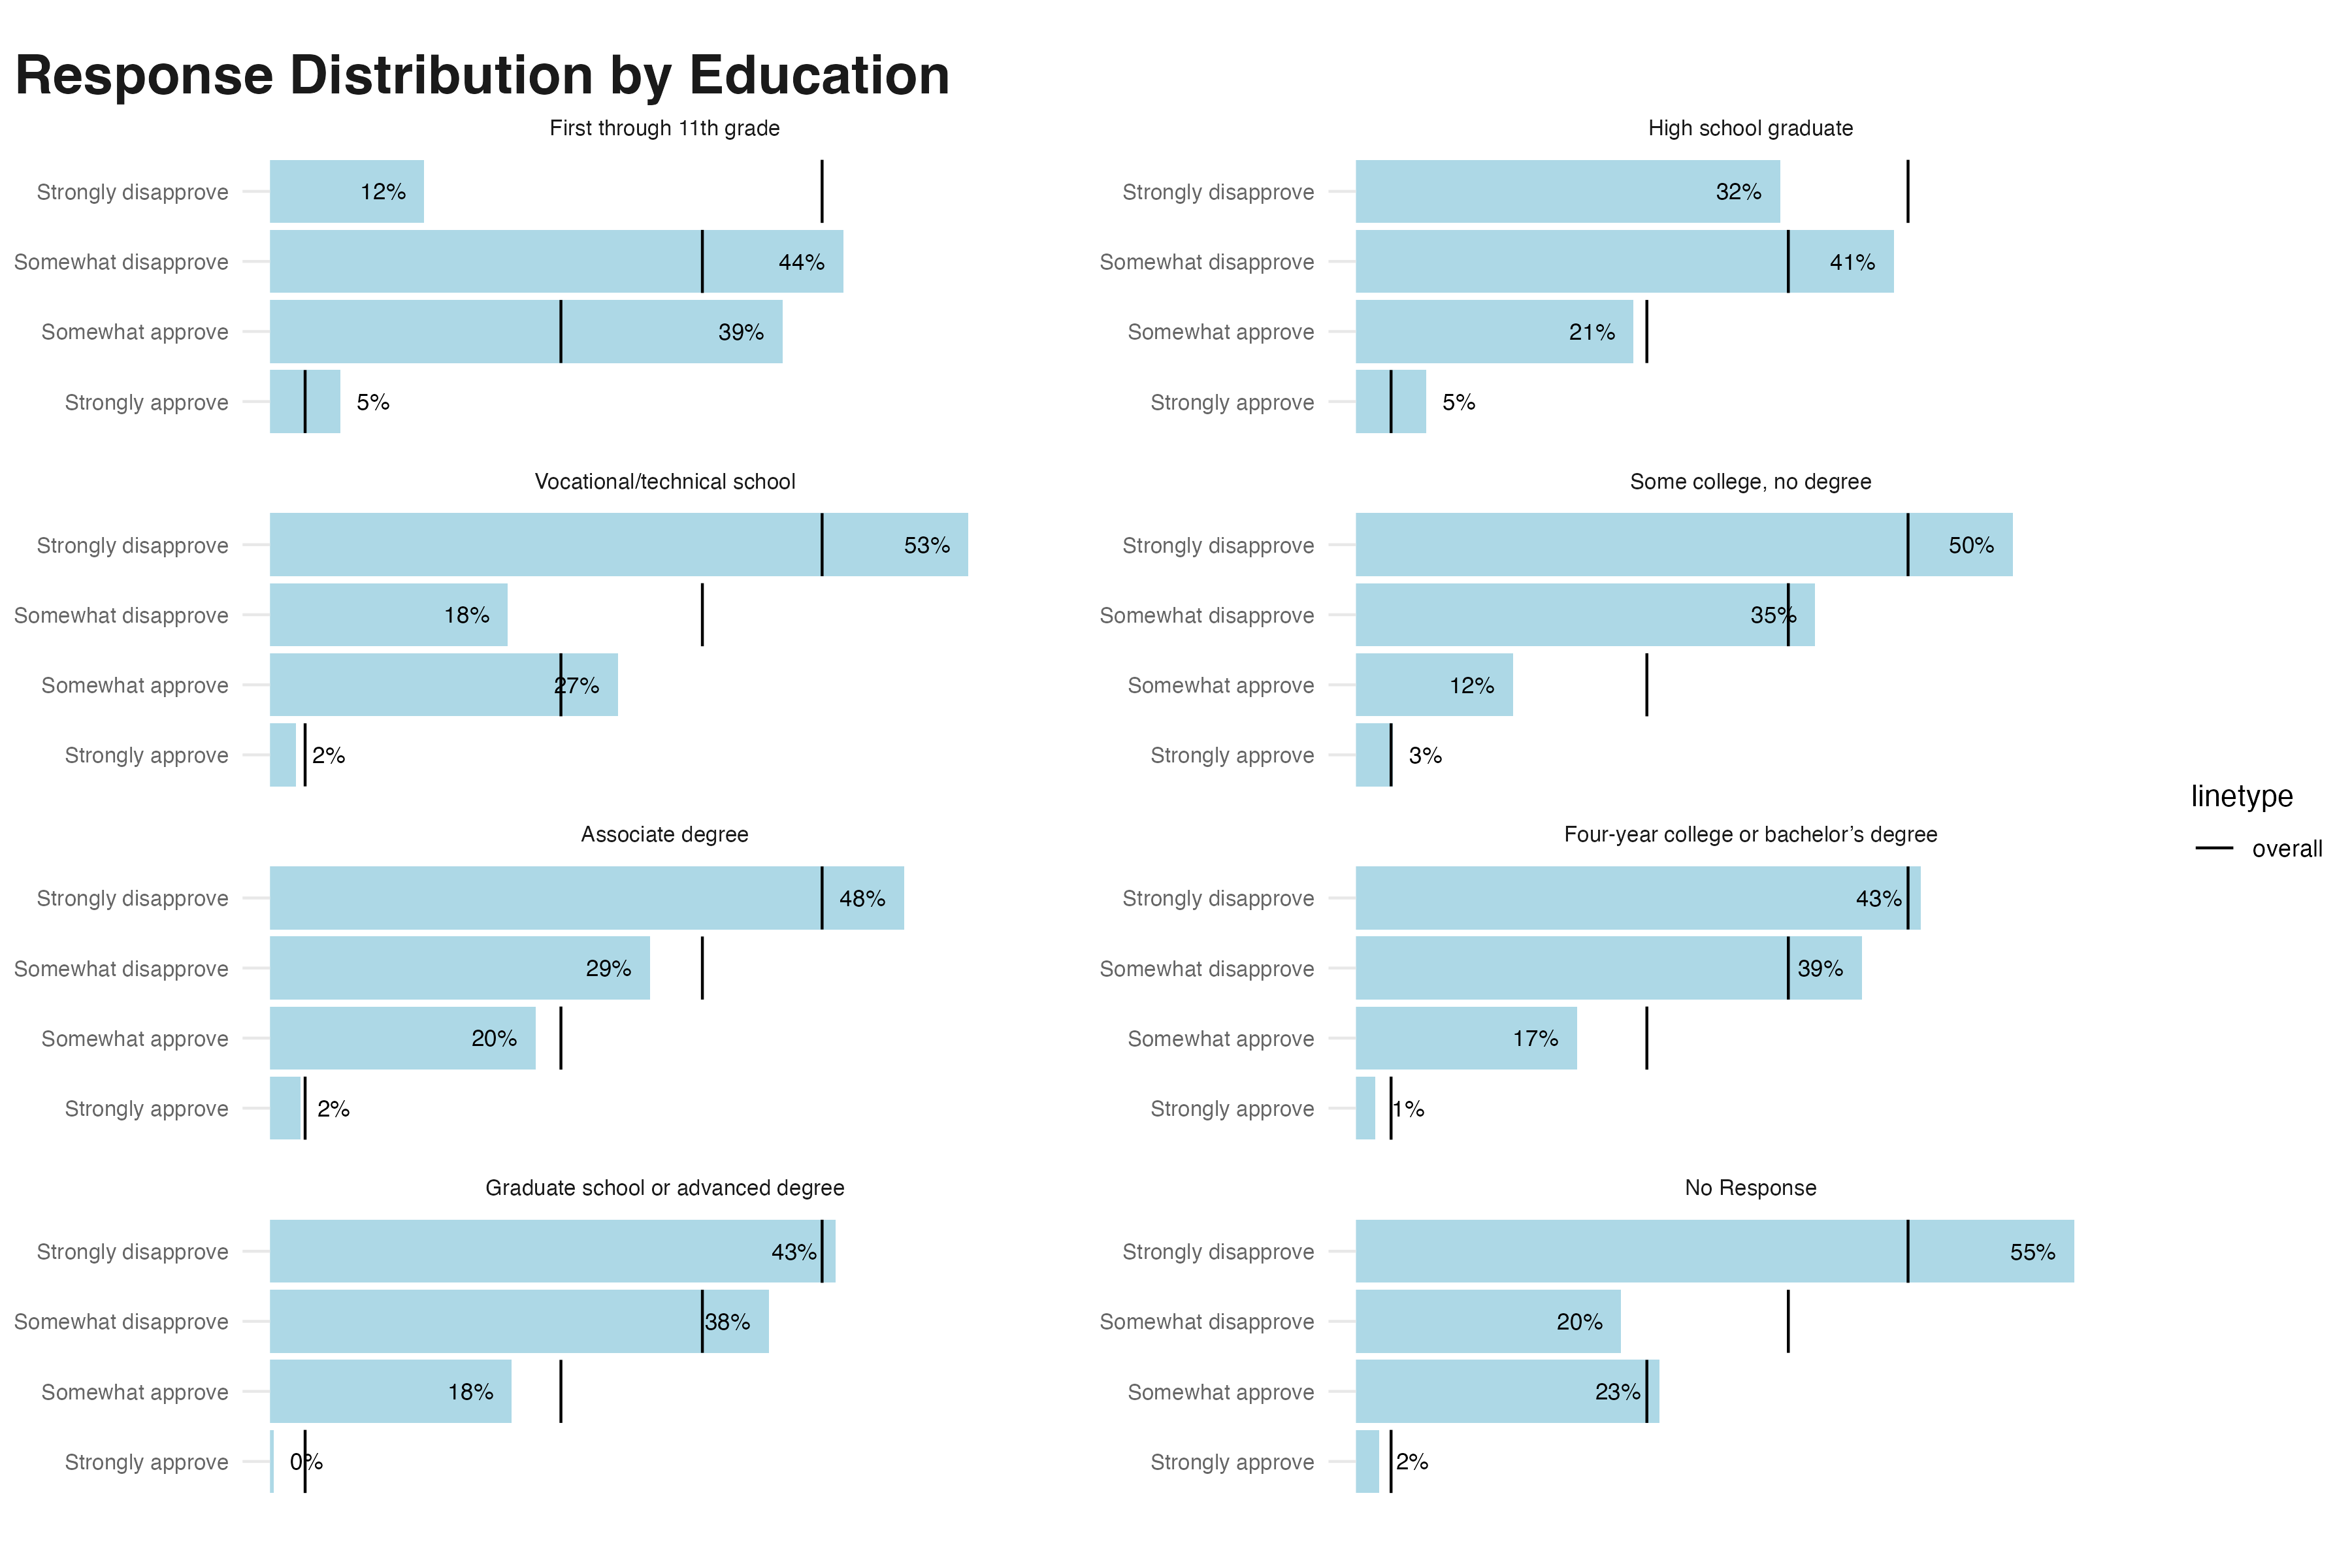 Response Distribution by Education
First through 11th grade
Strongly disapprove 12%
Somewhat disapprove 44%
Somewhat approve 39%
Strongly approve 5%
High school graduate
Strongly disapprove 32%
Somewhat disapprove 41%
Somewhat approve 21%
Strongly approve 5%
Vocational/technical school
Strongly disapprove 53%
Somewhat disapprove 18%
Somewhat approve 27%
Strongly approve 2%
Some college, no degree
Strongly disapprove 50%
Somewhat disapprove 35%
Somewhat approve 12%
Strongly approve 3%
Associate degree
Strongly disapprove 48%
Somewhat disapprove 29%
Somewhat approve 20%
Strongly approve 2%
Four-year college or bachelor’s degree
Strongly disapprove 43%
Somewhat disapprove 39%
Somewhat approve 17%
Strongly approve 1%
Graduate school or advanced degree
Strongly disapprove 43%
Somewhat disapprove 38%
Somewhat approve 18%
Strongly approve 0%
No Response
Strongly disapprove 55%
Somewhat disapprove 20%
Somewhat approve 23%
Strongly approve 2%
linetype
overall